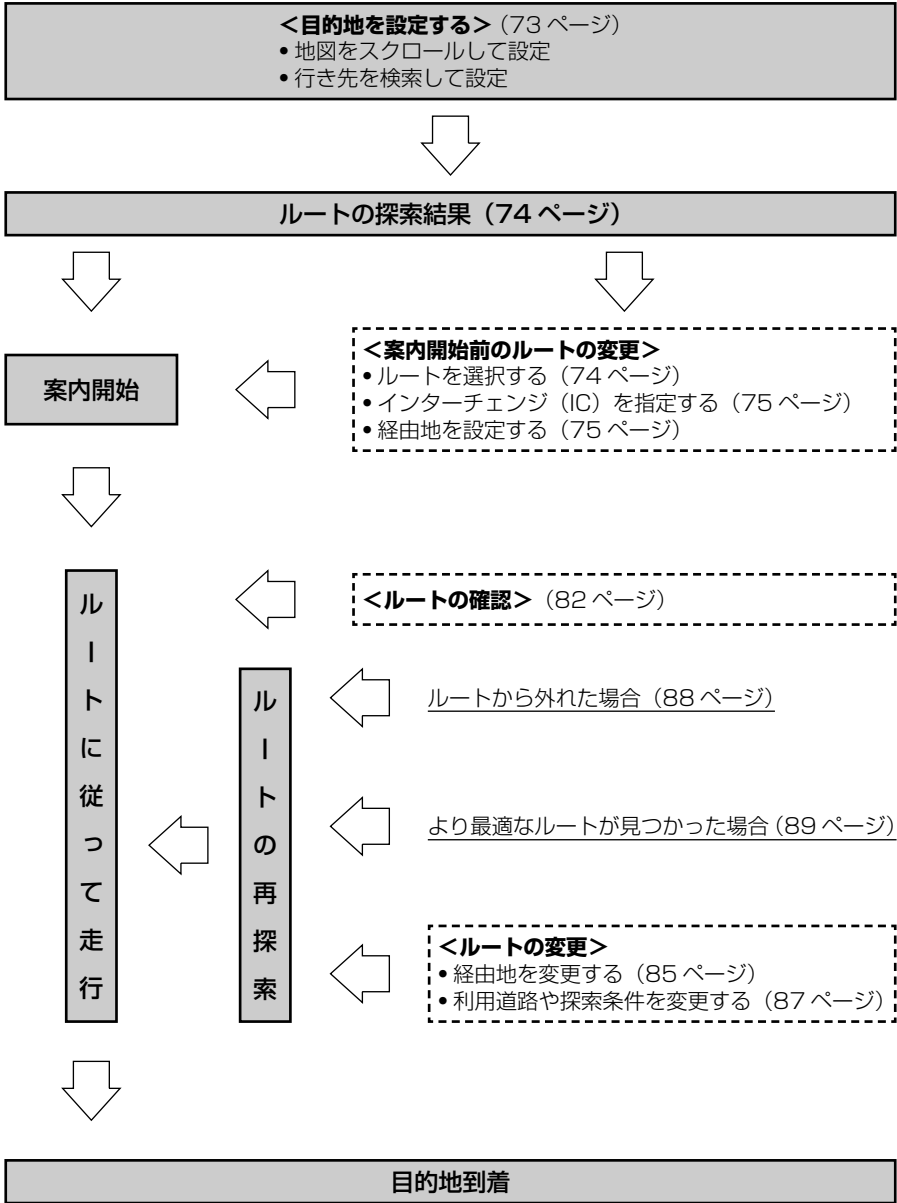 ＜目的地を設定する＞（73 ページ）
• 地図をスクロールして設定
• 行き先を検索して設定
ルートの探索結果（74 ページ）
案内開始
＜案内開始前のルートの変更＞
• ルートを選択する（74 ページ）
• インターチェンジ（IC）を指定する（75 ページ）
• 経由地を設定する（75 ページ）
ルートに従って走行
＜ルートの確認＞（82 ページ）
ルートの再探索
ルートから外れた場合（88 ページ）
より最適なルートが見つかった場合（89 ページ）
＜ルートの変更＞
• 経由地を変更する（85 ページ）
• 利用道路や探索条件を変更する（87 ページ）
目的地到着